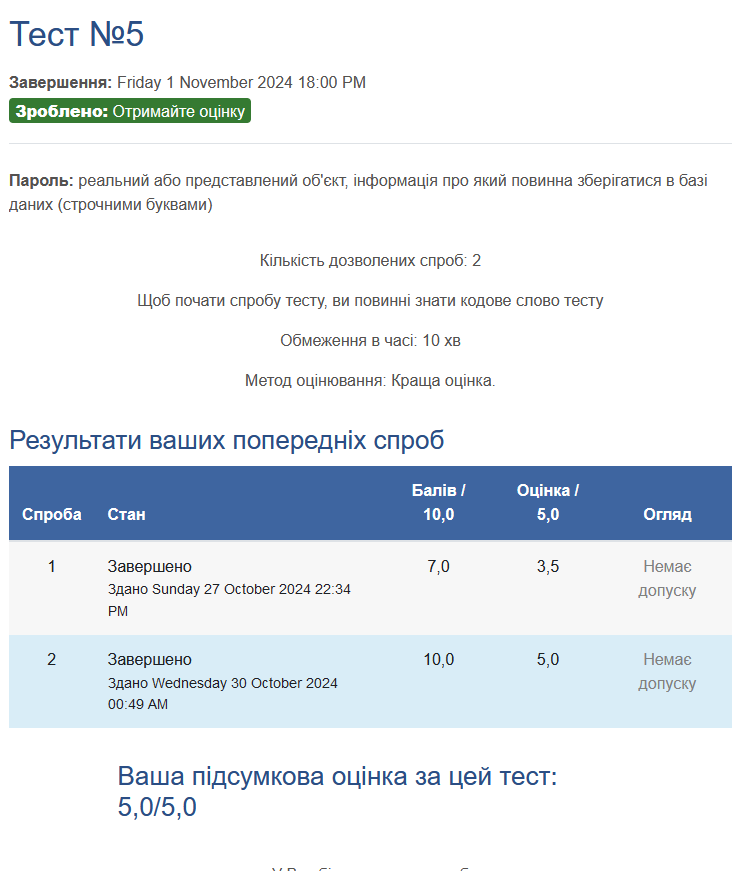 Тест №5
Завершення: Friday 1 November 2024 18:00 PM
Зроблено: Отримайте оцінку
Пароль: реальний або представлений об'єкт, інформація про який повинна зберігатися в базі
даних (строчними буквами)
Кількість дозволених спроб: 2
Щоб почати спробу тесту, ви повинні знати кодове слово тесту
Обмеження в часі: 10 хв
Метод оцінювання: Краща оцінка.
Результати ваших попередніх спроб
Спроба Стан Балів / 10,0 Оцінка / 5,0 Огляд
1 Завершено 7,0 3,5 Немає допуску
Здано Sunday 27 October 2024 22:34
PM
2 Завершено 10,0 5,0 Немає допуску
Здано Wednesday 30 October 2024
00:49 AM
Ваша підсумкова оцінка за цей тест:
5,0/5,0